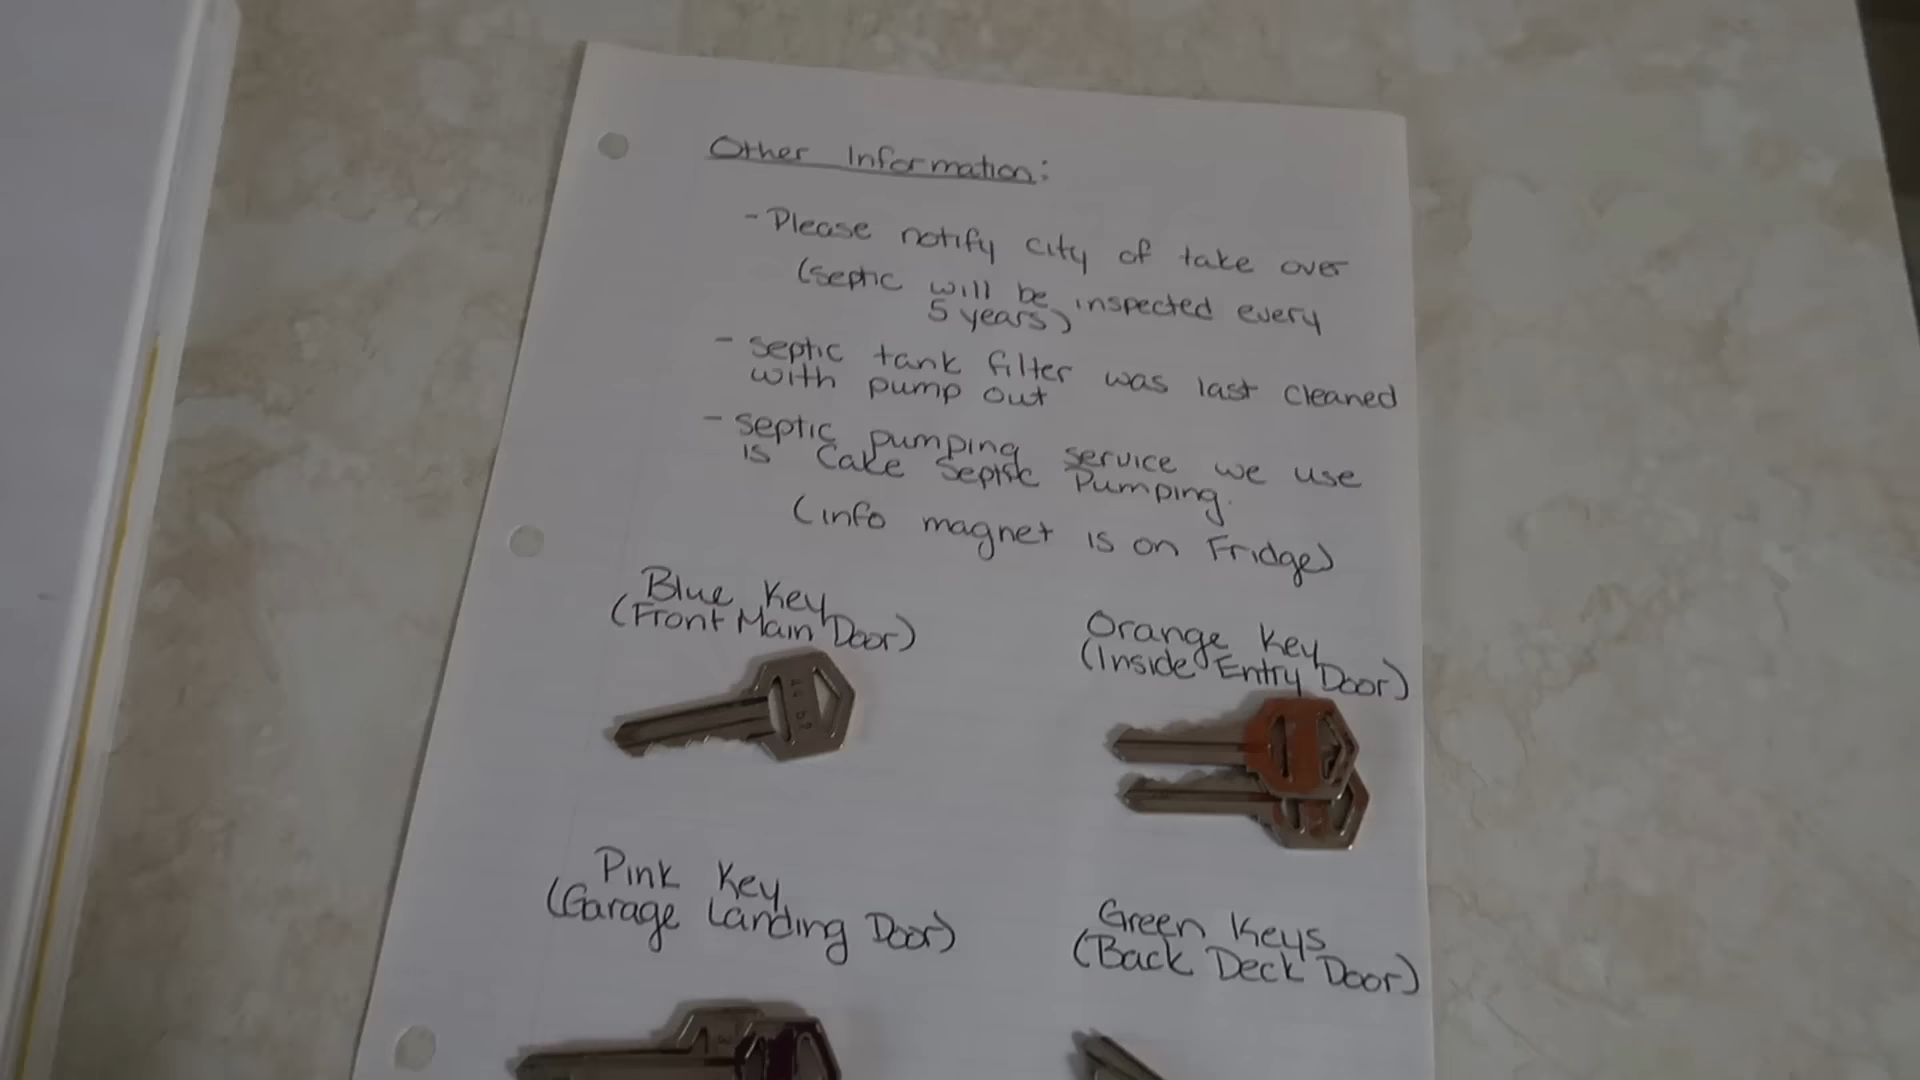 Other Information:
- Please notify city of take over
(septic will be inspected every
5 years)
- septic tank filter was last cleaned
with pump out
- septic pumping service we use
is Cake Septic Pumping.
(info magnet is on Fridge)
Blue Key
(Front Main Door)
Orange Key
(Inside Entry Door)
Pink Key
(Garage Landing Door)
Green Keys
(Back Deck Door)